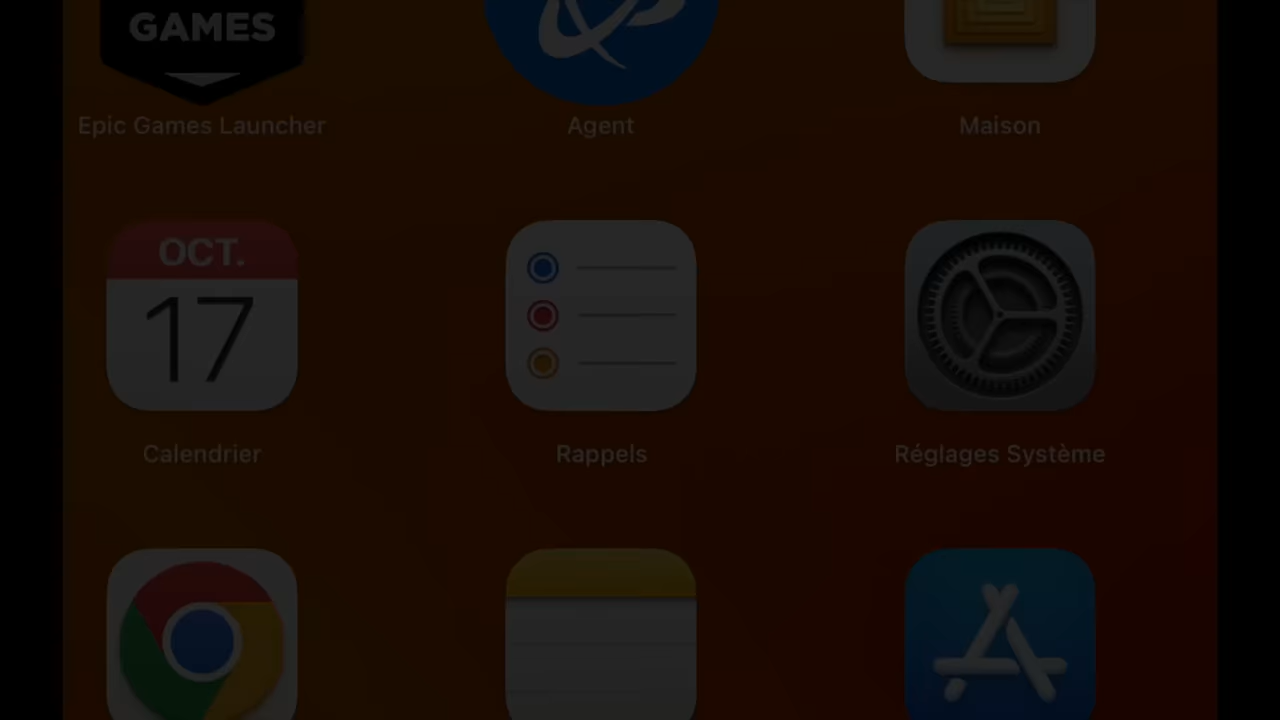 GAMES
Epic Games Launcher
Agent
Maison
OCT.
17
Calendrier
Rappels
Réglages Système